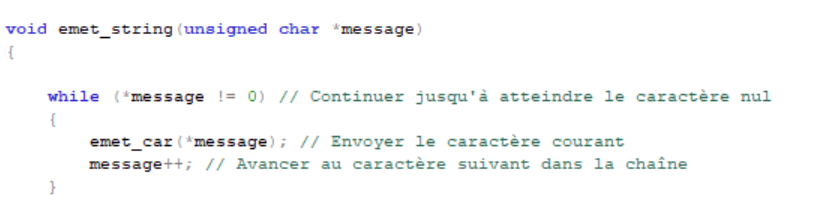 void emet_string(unsigned char *message)
{
while (*message != 0) // Continuer jusqu'à atteindre le caractère nul
{
emet_car(*message); // Envoyer le caractère courant
message++; // Avancer au caractère suivant dans la chaîne
}